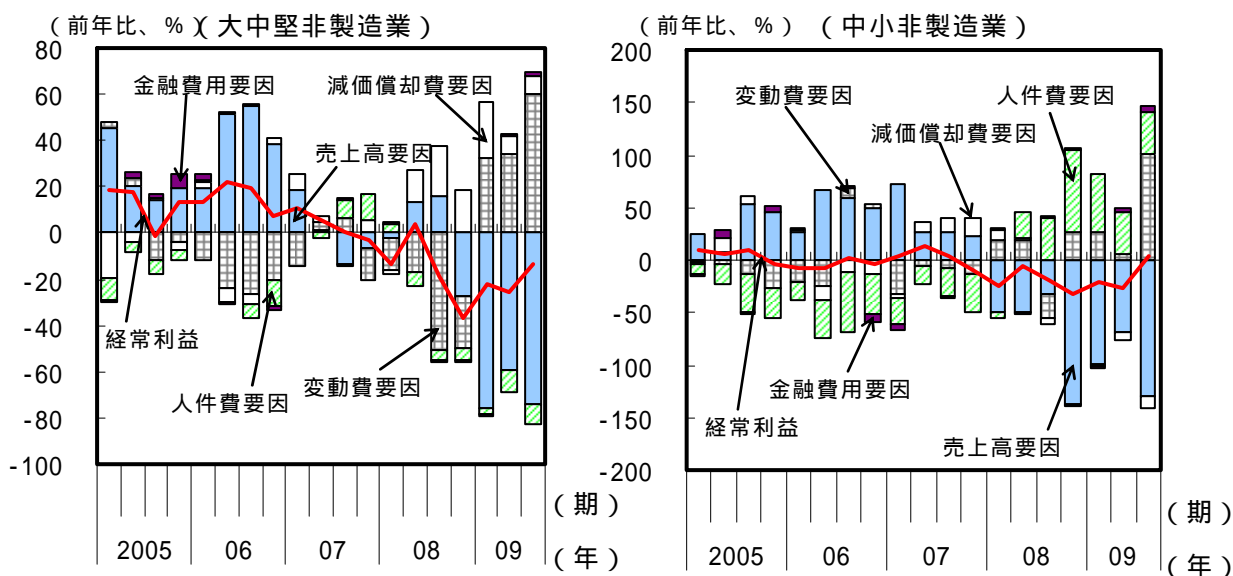 （前年比、%）（大中堅非製造業）
80
60
40
20
0
-20
-40
-60
-80
-100
金融費用要因
減価償却費要因
売上高要因
経常利益
人件費要因
変動費要因
2005 06 07 08 09
（期）
（年）
（前年比、%）（中小非製造業）
200
150
100
50
0
-50
-100
-150
-200
変動費要因
人件費要因
減価償却費要因
金融費用要因
経常利益
売上高要因
2005 06 07 08 09
（期）
（年）